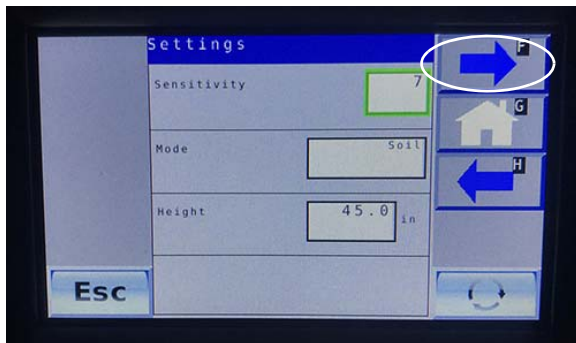 Settings
F
Sensitivity
7
G
Mode
Soil
H
Height
45.0 in
Esc